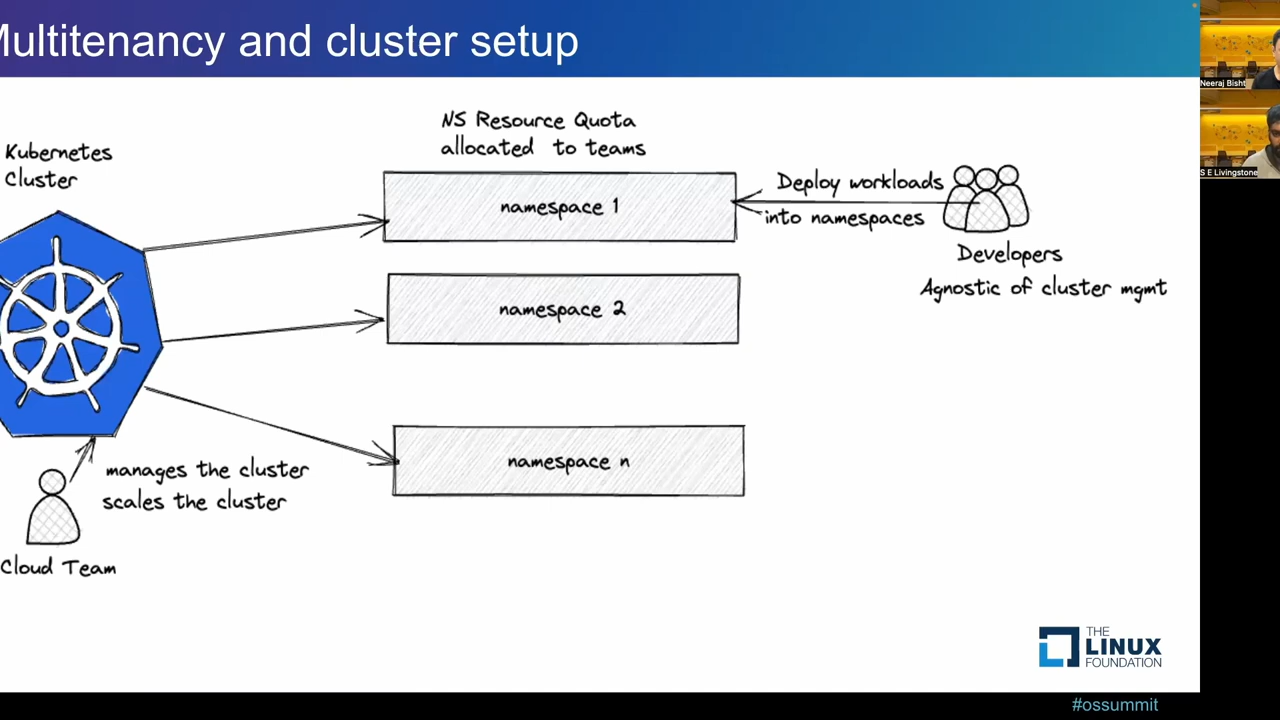 Multitenancy and cluster setup
Neeraj Bisht
S E Livingstone
NS Resource Quota
allocated to teams
Kubernetes
Cluster
namespace 1
Deploy workloads
into namespaces
Developers
Agnostic of cluster mgmt
namespace 2
namespace n
manages the cluster
scales the cluster
Cloud Team
THE
LINUX
FOUNDATION
#ossummit